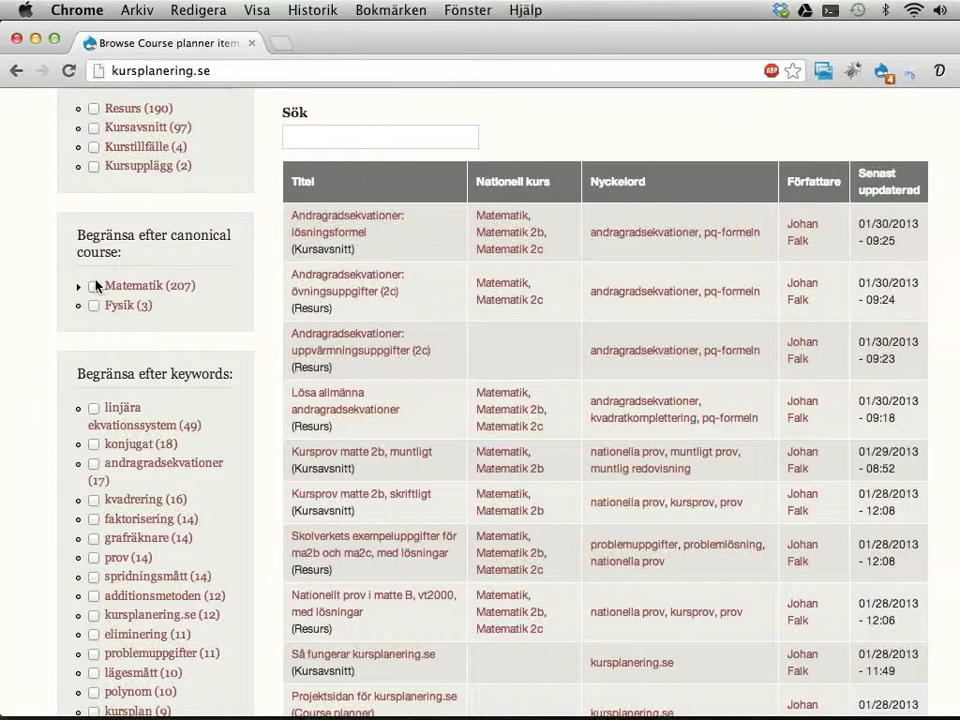 Chrome Arkiv Redigera Visa Historik Bokmärken Fönster Hjälp
Browse Course planner item
kursplanering.se
ABP
4
D
Resurs (190)
Kursavsnitt (97)
Kurstillfälle (4)
Kursupplägg (2)
Begränsa efter canonical
course:
Matematik (207)
Fysik (3)
Begränsa efter keywords:
linjära
ekvationssystem (49)
konjugat (18)
andragradsekvationer
(17)
kvadrering (16)
faktorisering (14)
grafräknare (14)
prov (14)
spridningsmått (14)
additionsmetoden (12)
kursplanering.se (12)
eliminering (11)
problemuppgifter (11)
lägesmått (10)
polynom (10)
kursplan (9)
Sök
Titel Nationell kurs Nyckelord Författare Senast
uppdaterad
Andragradsekvationer:
lösningsformel
(Kursavsnitt)
Matematik,
Matematik 2b,
Matematik 2c
andragradsekvationer, pq-formeln
Johan
Falk
01/30/2013
- 09:25
Andragradsekvationer:
övningsuppgifter (2c)
(Resurs)
Matematik,
Matematik 2c
andragradsekvationer, pq-formeln
Johan
Falk
01/30/2013
- 09:24
Andragradsekvationer:
uppvärmningsuppgifter (2c)
(Resurs)
andragradsekvationer, pq-formeln
Johan
Falk
01/30/2013
- 09:23
Lösa allmänna
andragradsekvationer
(Resurs)
Matematik,
Matematik 2b,
Matematik 2c
andragradsekvationer,
kvadratkomplettering, pq-formeln
Johan
Falk
01/30/2013
- 09:18
Kursprov matte 2b, muntligt
(Kursavsnitt)
Matematik,
Matematik 2b
nationella prov, muntligt prov,
muntlig redovisning
Johan
Falk
01/29/2013
- 08:52
Kursprov matte 2b, skriftligt
(Kursavsnitt)
Matematik,
Matematik 2b
nationella prov, kursprov, prov
Johan
Falk
01/28/2013
- 12:08
Skolverkets exempeluppgifter för
ma2b och ma2c, med lösningar
(Resurs)
Matematik,
Matematik 2b,
Matematik 2c
problemuppgifter, problemlösning,
nationella prov
Johan
Falk
01/28/2013
- 12:08
Nationellt prov i matte B, vt2000,
med lösningar
(Resurs)
Matematik,
Matematik 2b,
Matematik 2c
nationella prov, kursprov, prov
Johan
Falk
01/28/2013
- 12:06
Så fungerar kursplanering.se
(Kursavsnitt)
kursplanering.se
Johan
Falk
01/28/2013
- 11:49
Projektsidan för kursplanering.se
(Course planner)
kursplanering.se
Johan
Falk
01/28/2013